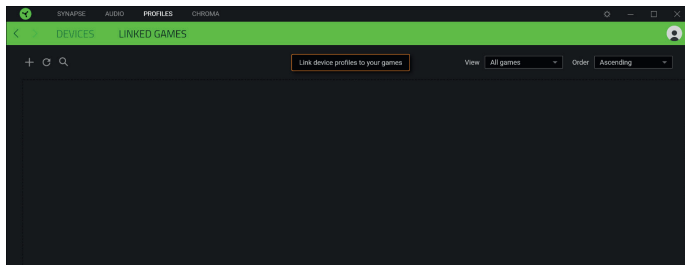 SYNAPSE AUDIO PROFILES CHROMA
DEVICES LINKED GAMES
Link device profiles to your games View All games Order Ascending